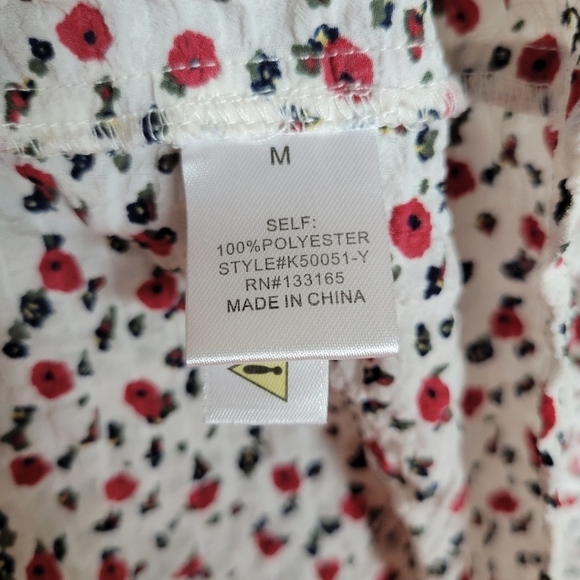 M
SELF:
100%POLYESTER
STYLE#K50051-Y
RN#133165
MADE IN CHINA